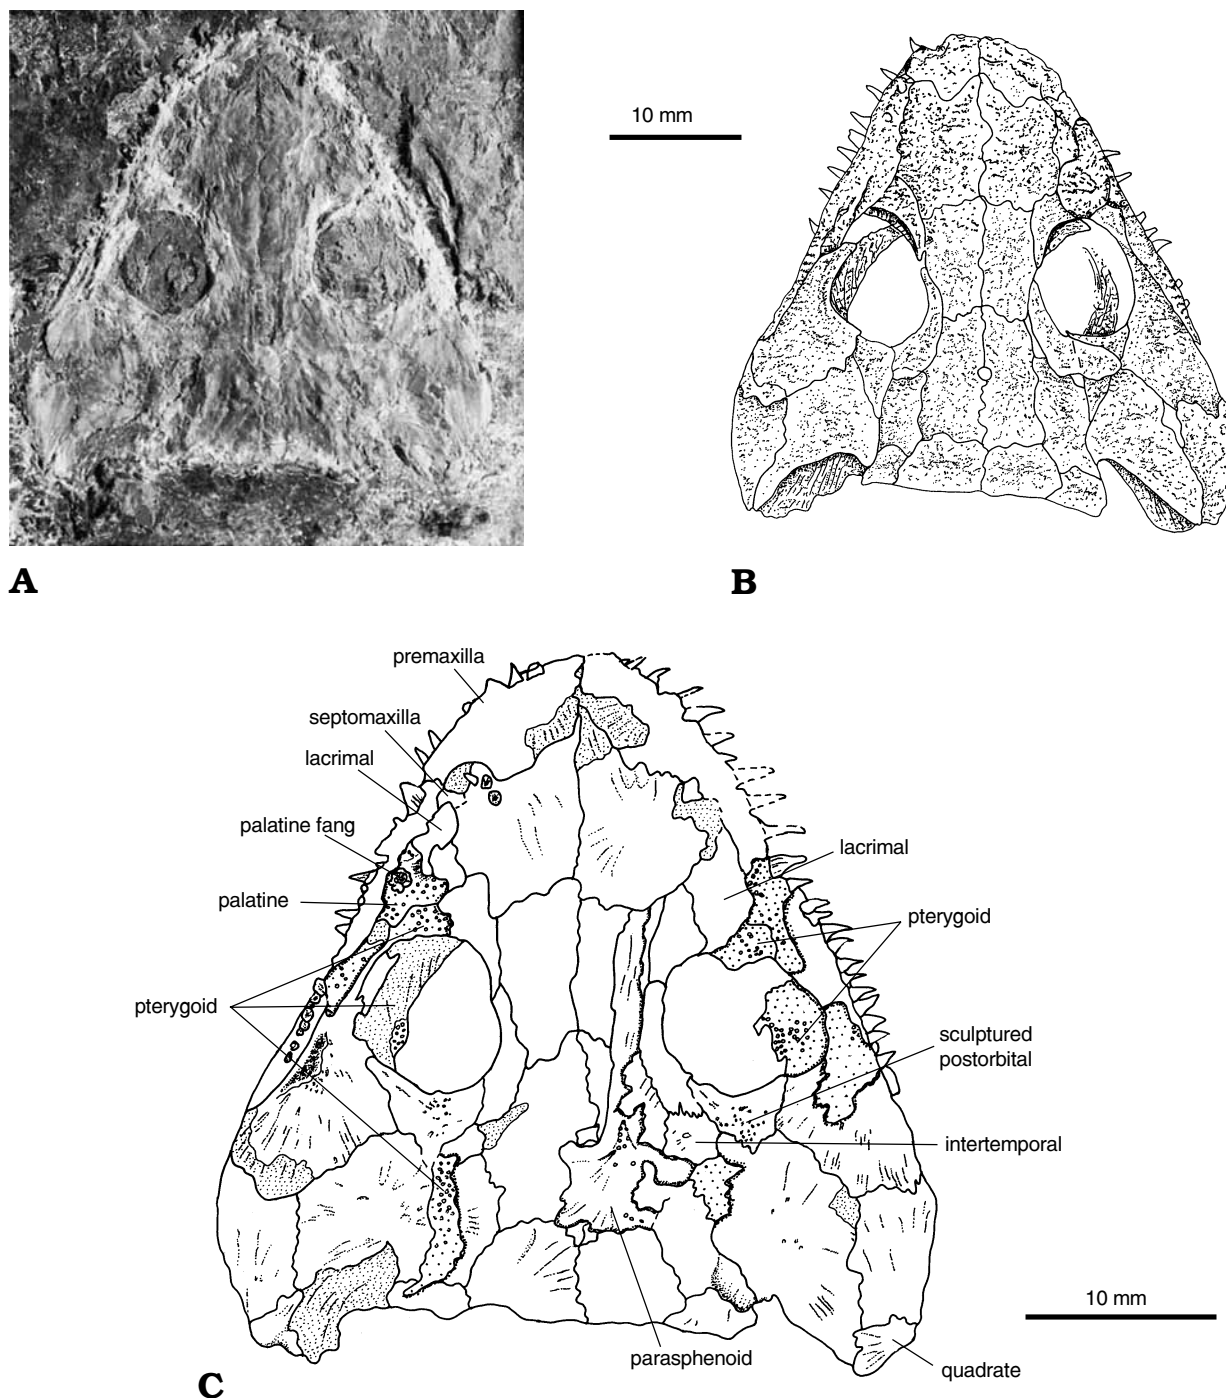 10 mm
A
B
premaxilla
septomaxilla
lacrimal
palatine fang
lacrimal
palatine
pterygoid
pterygoid
sculptured
postorbital
intertemporal
10 mm
parasphenoid
quadrate
C